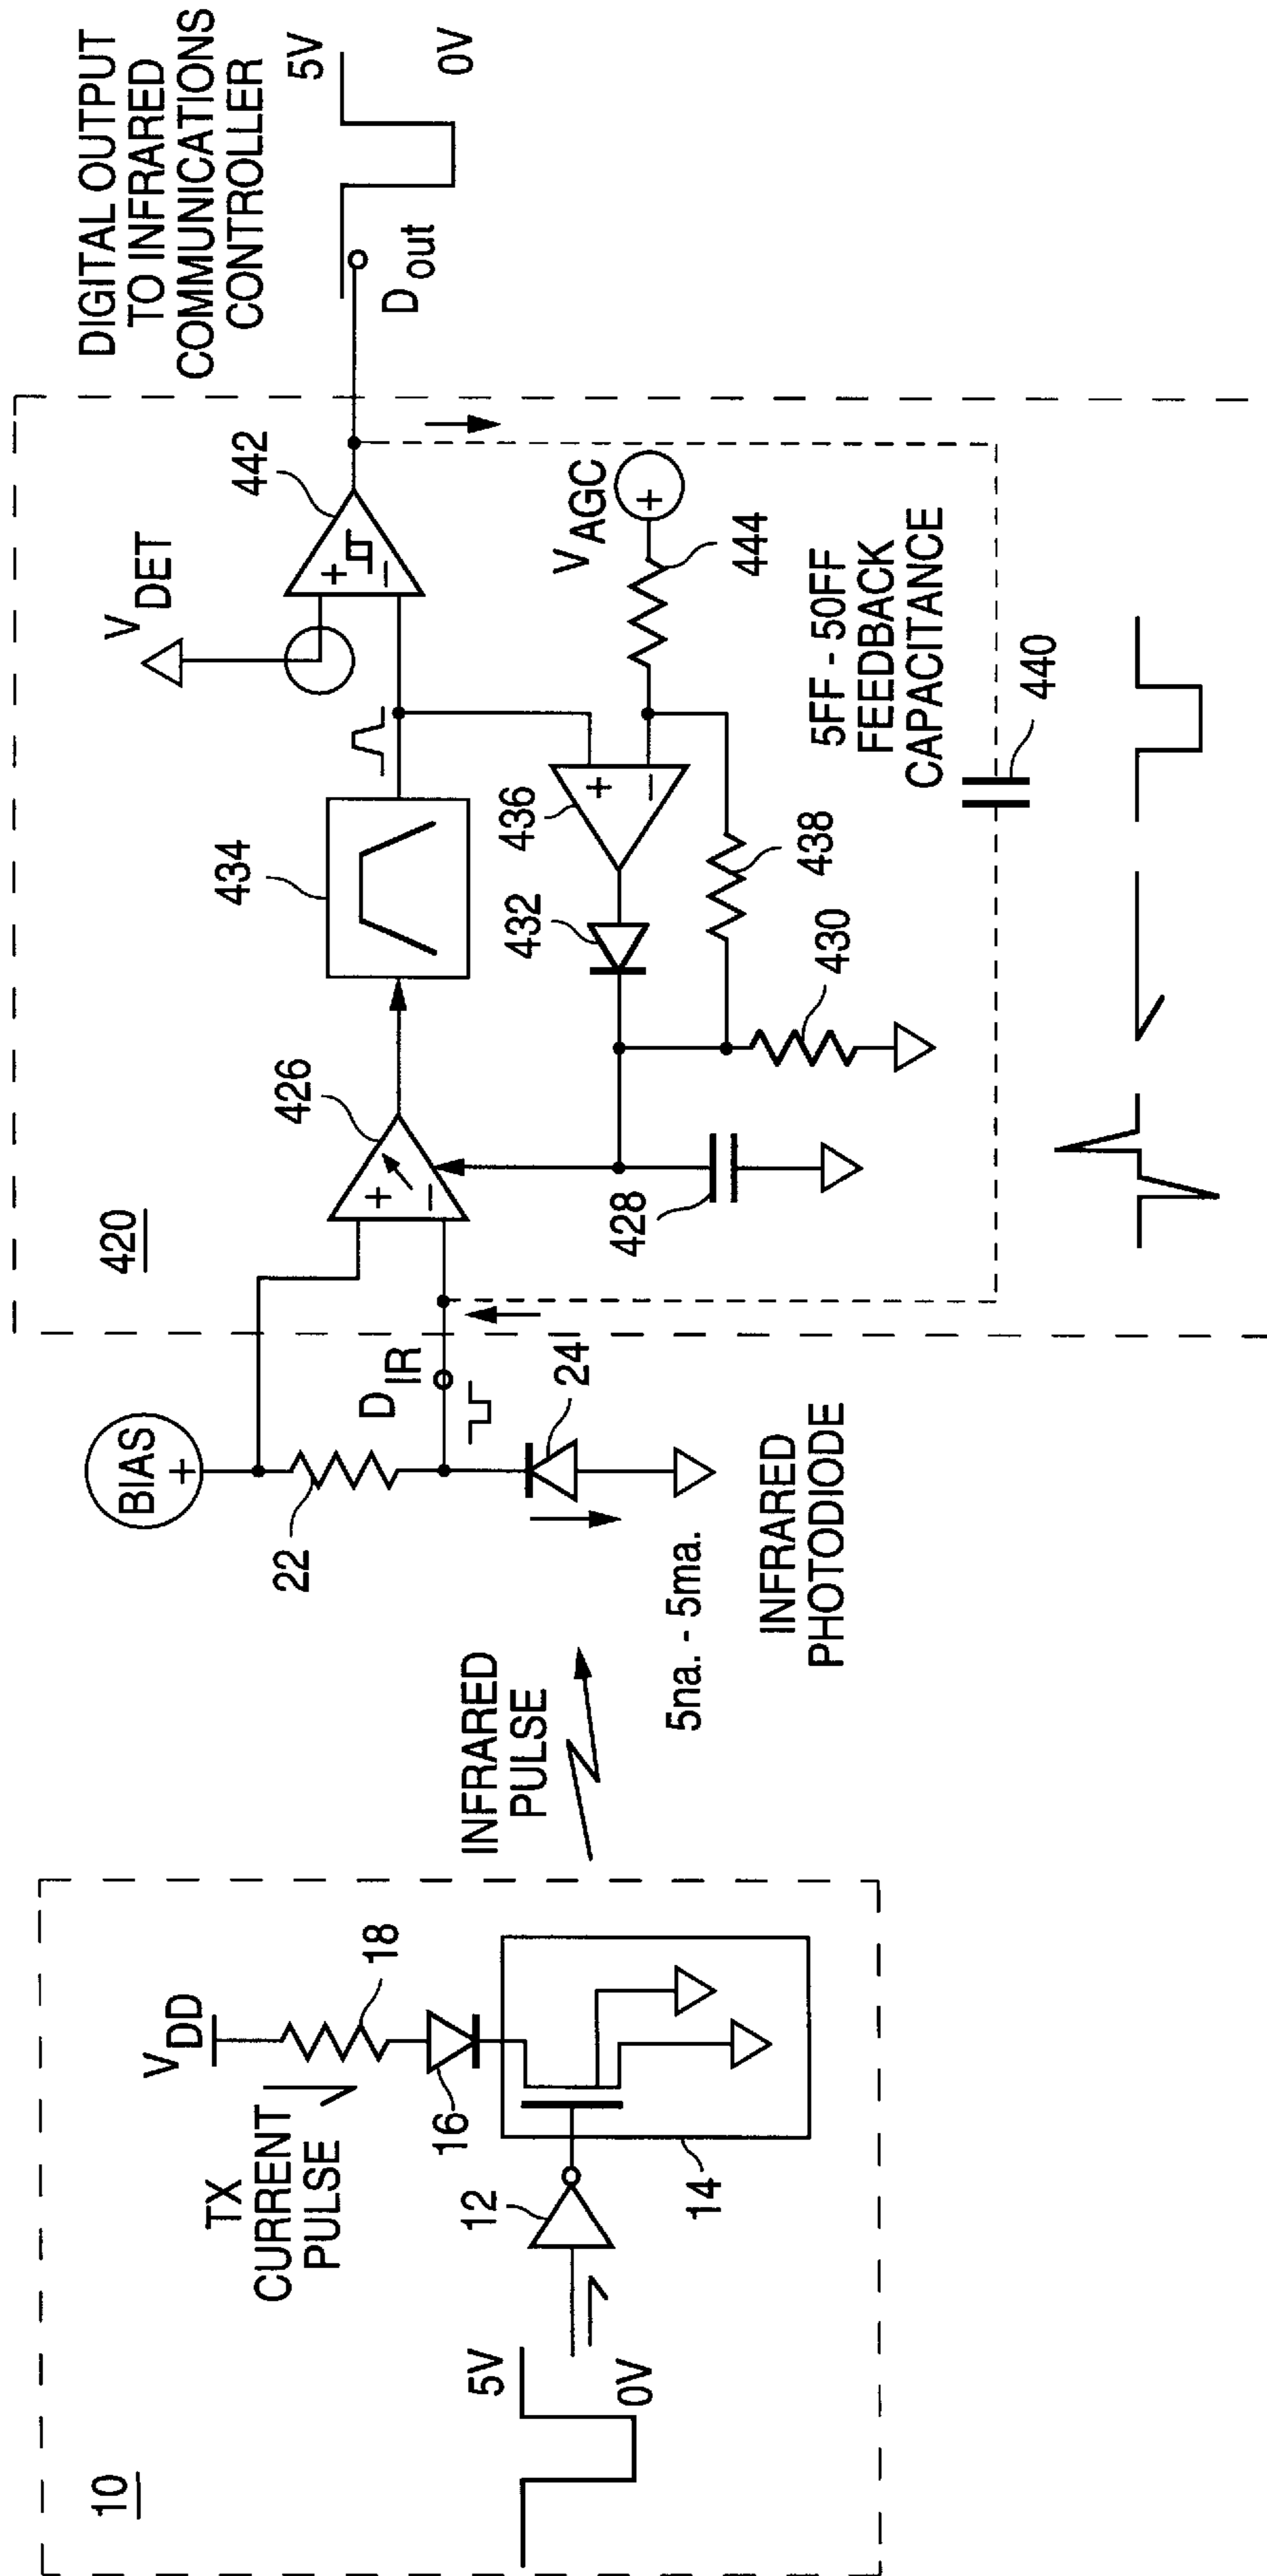 10
5V
0V
12
14
16
18
V DD
TX
CURRENT
PULSE
INFRARED
PULSE
5na. - 5ma.
INFRARED
PHOTODIODE
BIAS
+
22
24
D IR
420
426
+
−
428
430
432
434
436
+
−
438
440
5FF - 50FF
FEEDBACK
CAPACITANCE
V AGC
+
444
V DET
442
+
−
D out
DIGITAL OUTPUT
TO INFRARED
COMMUNICATIONS
CONTROLLER
5V
0V